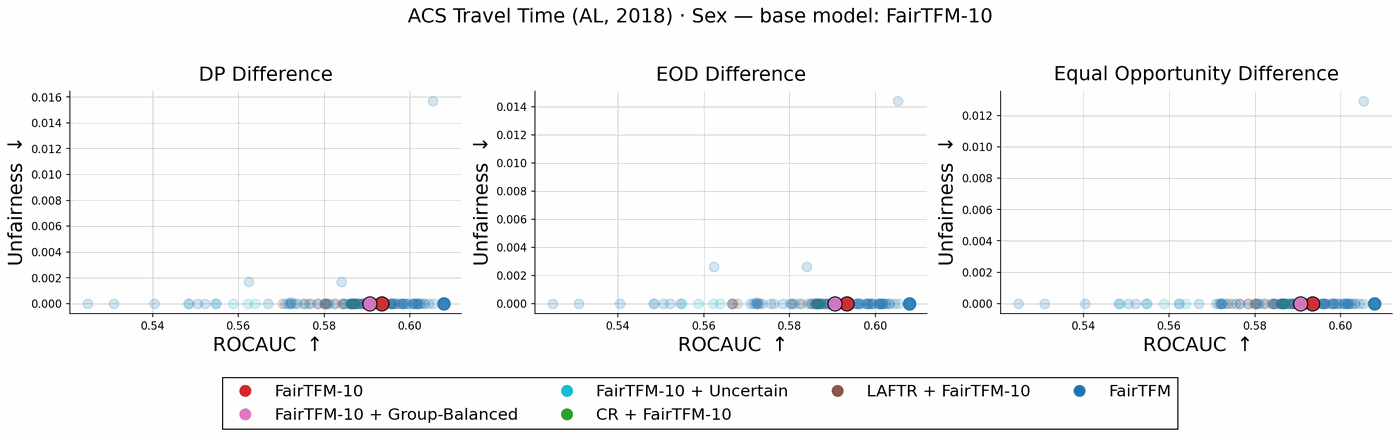 ACS Travel Time (AL, 2018) · Sex — base model: FairTFM-10
DP Difference
EOD Difference
Equal Opportunity Difference
Unfairness ↓
0.016
0.014
0.012
0.010
0.008
0.006
0.004
0.002
0.000
0.54
0.56
0.58
0.60
ROCAUC ↑
Unfairness ↓
0.014
0.012
0.010
0.008
0.006
0.004
0.002
0.000
0.54
0.56
0.58
0.60
ROCAUC ↑
Unfairness ↓
0.012
0.010
0.008
0.006
0.004
0.002
0.000
0.54
0.56
0.58
0.60
ROCAUC ↑
FairTFM-10
FairTFM-10 + Uncertain
LAFTR + FairTFM-10
FairTFM
FairTFM-10 + Group-Balanced
CR + FairTFM-10